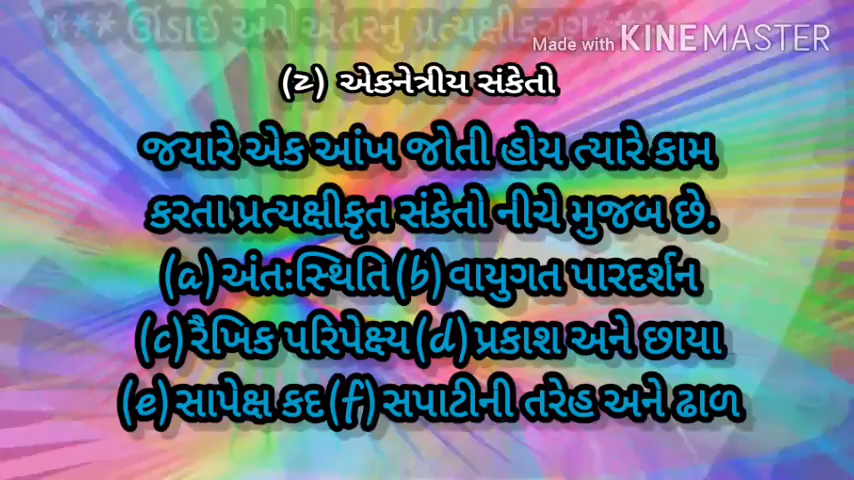 *** ઊંડાઈ અને અંતરનુ પ્રત્યક્ષીકરણ ***
Made with KINEMASTER
(૨) એકનેત્રીય સંકેતો
જ્યારે એક આંખ જોતી હોય ત્યારે કામ
કરતા પ્રત્યક્ષીકૃત સંકેતો નીચે મુજબ છે.
(a)અંતઃસ્થિતિ(b)વાયુગત પારદર્શન
(c)રૈખિક પરિપેક્ષ્ય(d)પ્રકાશ અને છાયા
(e)સાપેક્ષ કદ(f)સપાટીની તરેહ અને ઢાળ